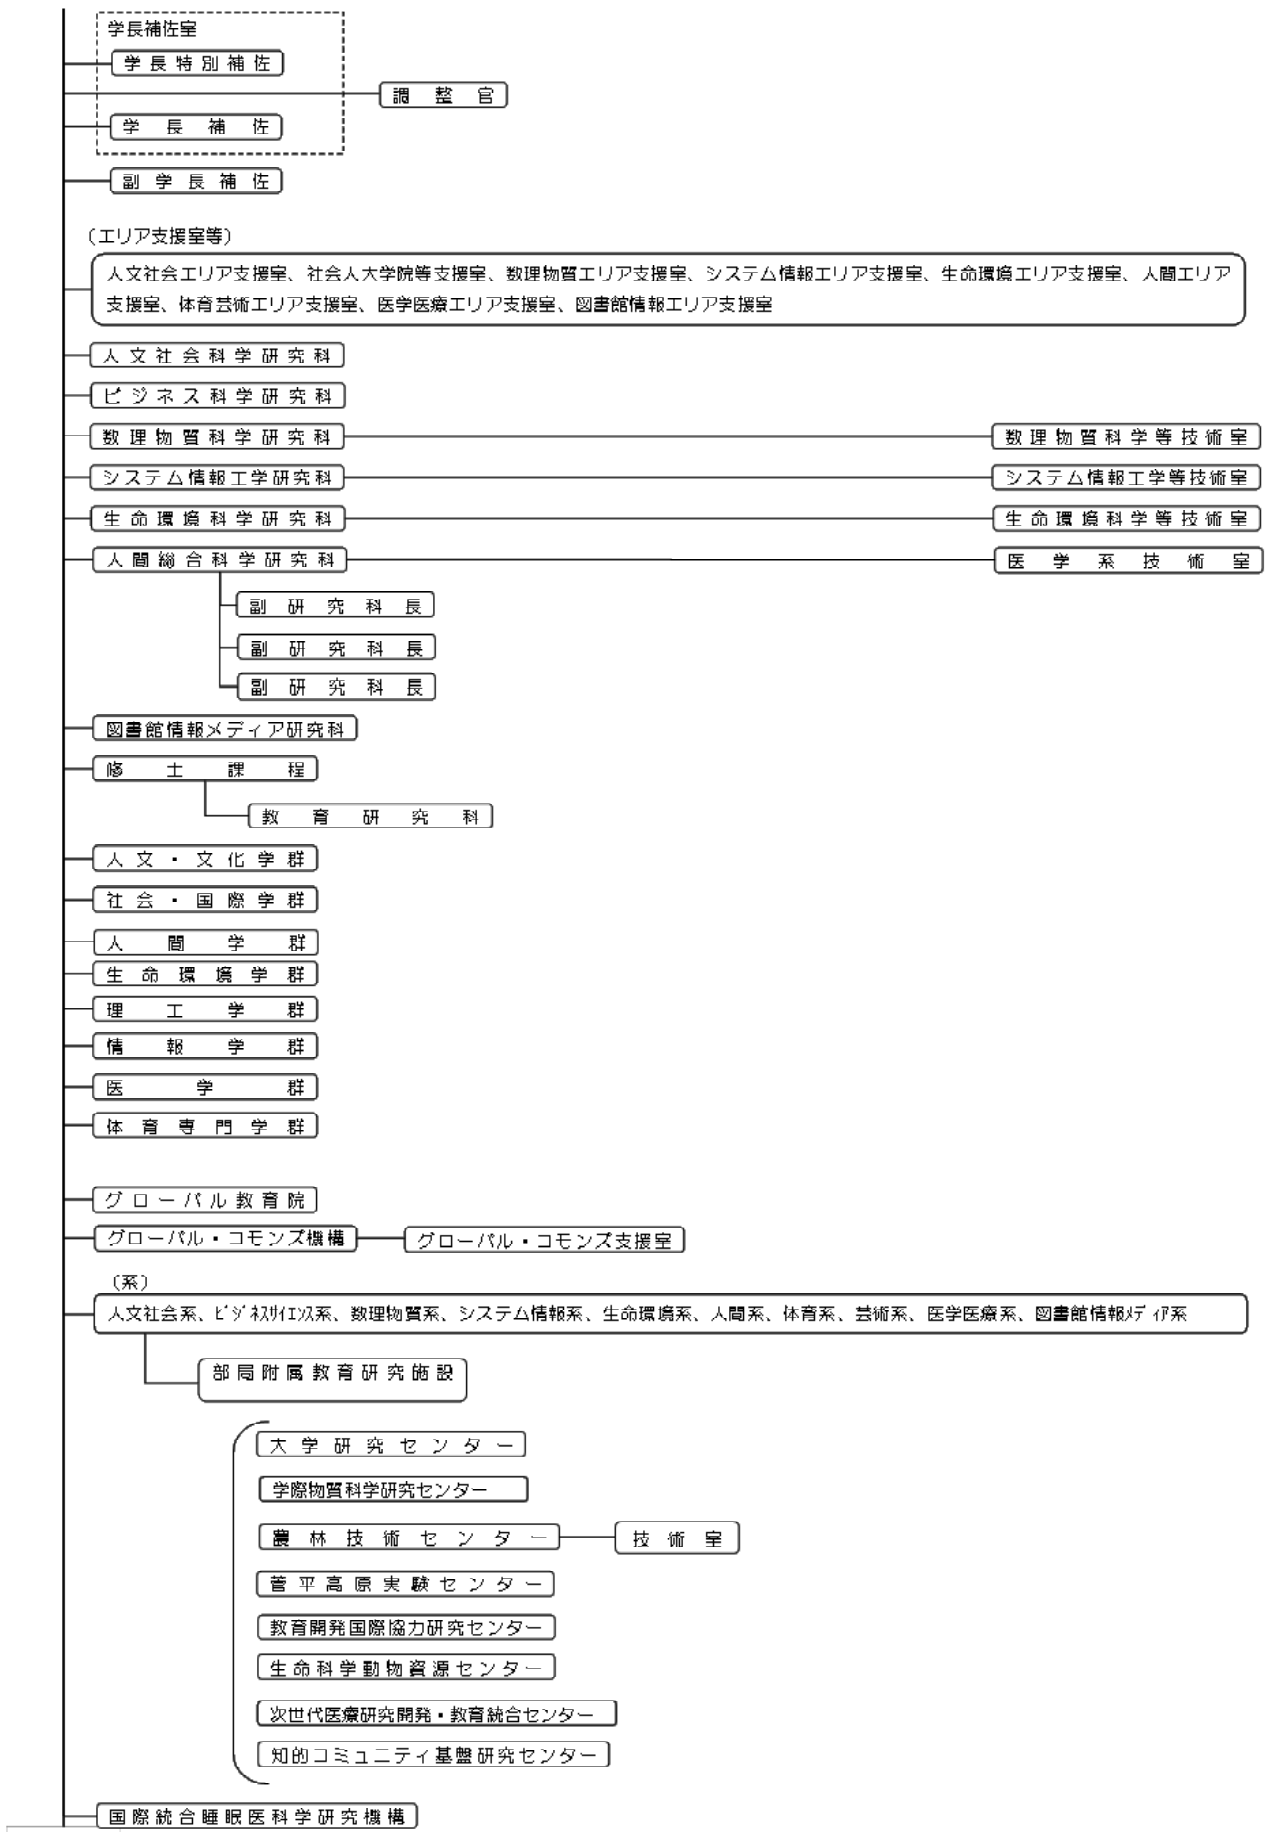 学長補佐室
学長特別補佐
調整官
学長補佐
副学長補佐
(エリア支援室等)
人文社会エリア支援室、社会人大学院等支援室、数理物質エリア支援室、システム情報エリア支援室、生命環境エリア支援室、人間エリア
支援室、体育芸術エリア支援室、医学医療エリア支援室、図書館情報エリア支援室
人文社会科学研究科
ビジネス科学研究科
数理物質科学研究科 数理物質科学等技術室
システム情報工学研究科 システム情報工学等技術室
生命環境科学研究科 生命環境科学等技術室
人間総合科学研究科 医学系技術室
副研究科長
副研究科長
副研究科長
図書館情報メディア研究科
修士課程
教育研究科
人文・文化学群
社会・国際学群
人間学群
生命環境学群
理工学群
情報学群
医学群
体育専門学群
グローバル教育院
グローバル・コモンズ機構 グローバル・コモンズ支援室
(系)
人文社会系、ビジネスサイエンス系、数理物質系、システム情報系、生命環境系、人間系、体育系、芸術系、医学医療系、図書館情報メディア系
部局附属教育研究施設
大学研究センター
学際物質科学研究センター
農林技術センター 技術室
菅平高原実験センター
教育開発国際協力研究センター
生命科学動物資源センター
次世代医療研究開発・教育統合センター
知的コミュニティ基盤研究センター
国際統合睡眠医科学研究機構